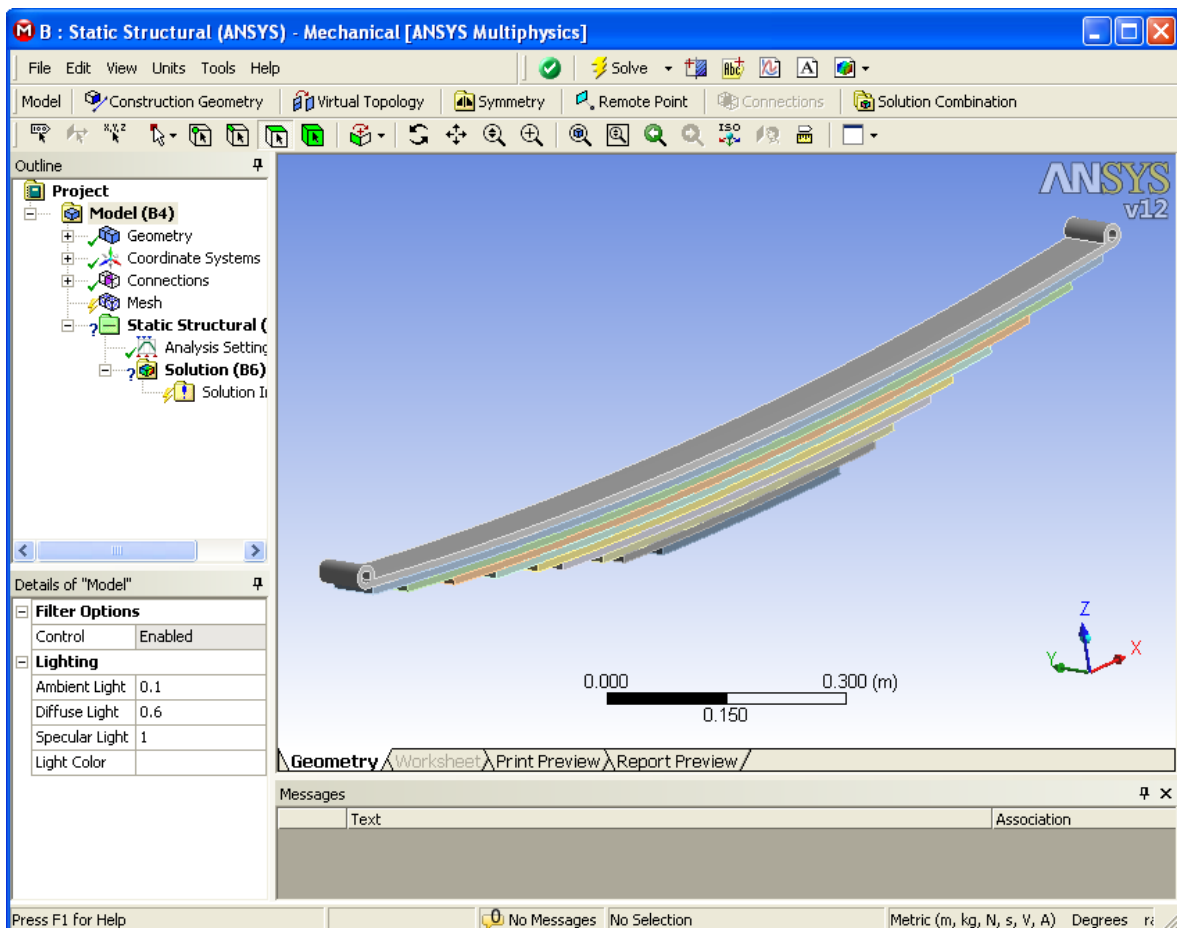 B : Static Structural (ANSYS) - Mechanical [ANSYS Multiphysics]
File Edit View Units Tools Help Solve A
Model Construction Geometry Virtual Topology Symmetry Remote Point Connections Solution Combination
X,Y,Z ISO
Outline
Project
Model (B4)
Geometry
Coordinate Systems
Connections
Mesh
Static Structural (
Analysis Setting
Solution (B6)
Solution I
Details of "Model"
Filter Options
Control Enabled
Lighting
Ambient Light 0.1
Diffuse Light 0.6
Specular Light 1
Light Color
ANSYS
v12
Z
Y X
0.000 0.300 (m)
0.150
Geometry Worksheet Print Preview Report Preview
Messages
Text Association
Press F1 for Help 0 No Messages No Selection Metric (m, kg, N, s, V, A) Degrees